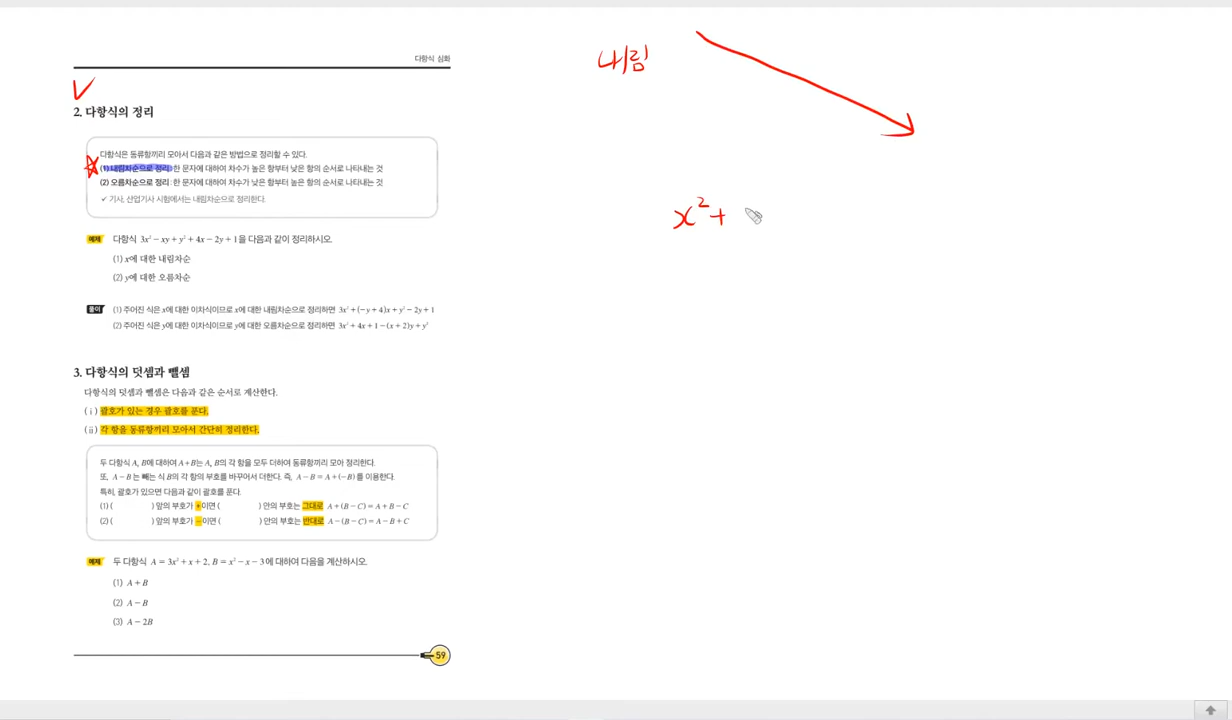 다항식 심화
내림
2. 다항식의 정리
다항식은 동류항끼리 모아서 다음과 같은 방법으로 정리할 수 있다.
(1) 내림차순으로 정리: 한 문자에 대하여 차수가 높은 항부터 낮은 항의 순서로 나타내는 것
(2) 오름차순으로 정리: 한 문자에 대하여 차수가 낮은 항부터 높은 항의 순서로 나타내는 것
✓ 기사, 산업기사 시험에서는 내림차순으로 정리한다.
x² +
예제 다항식 3x² − xy + y² + 4x − 2y + 1을 다음과 같이 정리하시오.
(1) x에 대한 내림차순
(2) y에 대한 오름차순
풀이 (1) 주어진 식은 x에 대한 이차식이므로 x에 대한 내림차순으로 정리하면 3x² + (−y + 4)x + y² − 2y + 1
(2) 주어진 식은 y에 대한 이차식이므로 y에 대한 오름차순으로 정리하면 3x² + 4x + 1 − (x + 2)y + y²
3. 다항식의 덧셈과 뺄셈
다항식의 덧셈과 뺄셈은 다음과 같은 순서로 계산한다.
(ⅰ) 괄호가 있는 경우 괄호를 푼다.
(ⅱ) 각 항을 동류항끼리 모아서 간단히 정리한다.
두 다항식 A, B에 대하여 A+B는 A, B의 각 항을 모두 더하여 동류항끼리 모아 정리한다.
또, A − B는 빼는 식 B의 각 항의 부호를 바꾸어서 더한다. 즉, A − B = A + (−B)를 이용한다.
특히, 괄호가 있으면 다음과 같이 괄호를 푼다.
(1) ( ) 앞의 부호가 +이면 ( ) 안의 부호는 그대로 A + (B − C) = A + B − C
(2) ( ) 앞의 부호가 −이면 ( ) 안의 부호는 반대로 A − (B − C) = A − B + C
예제 두 다항식 A = 3x² + x + 2, B = x² − x − 3에 대하여 다음을 계산하시오.
(1) A + B
(2) A − B
(3) A − 2B
59